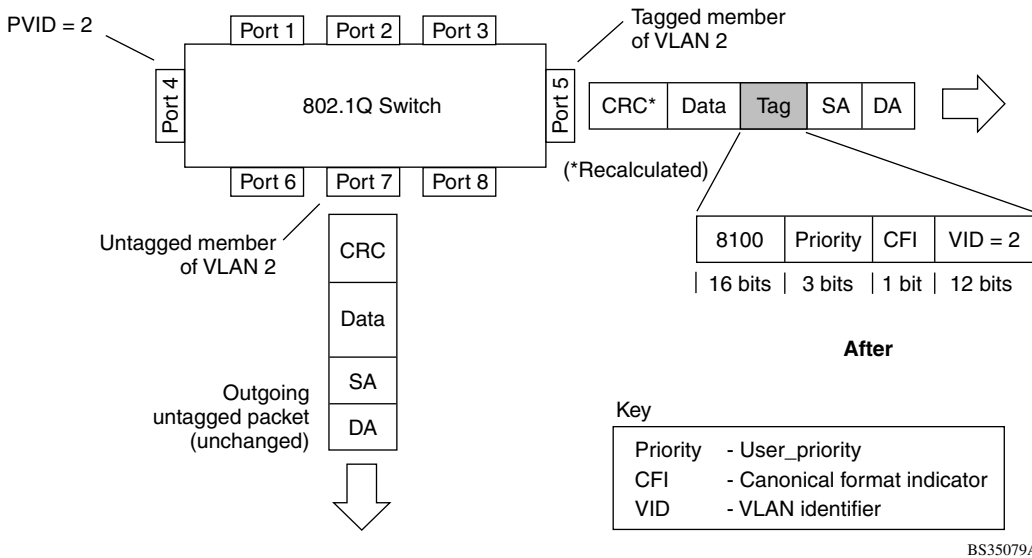 PVID = 2
Port 1
Port 2
Port 3
Tagged member
of VLAN 2
Port 4
802.1Q Switch
Port 5
CRC*
Data
Tag
SA
DA
(*Recalculated)
Port 6
Port 7
Port 8
Untagged member
of VLAN 2
CRC
Data
SA
DA
8100
Priority
CFI
VID = 2
16 bits
3 bits
1 bit
12 bits
After
Outgoing
untagged packet
(unchanged)
Key
Priority - User_priority
CFI - Canonical format indicator
VID - VLAN identifier
BS35079A